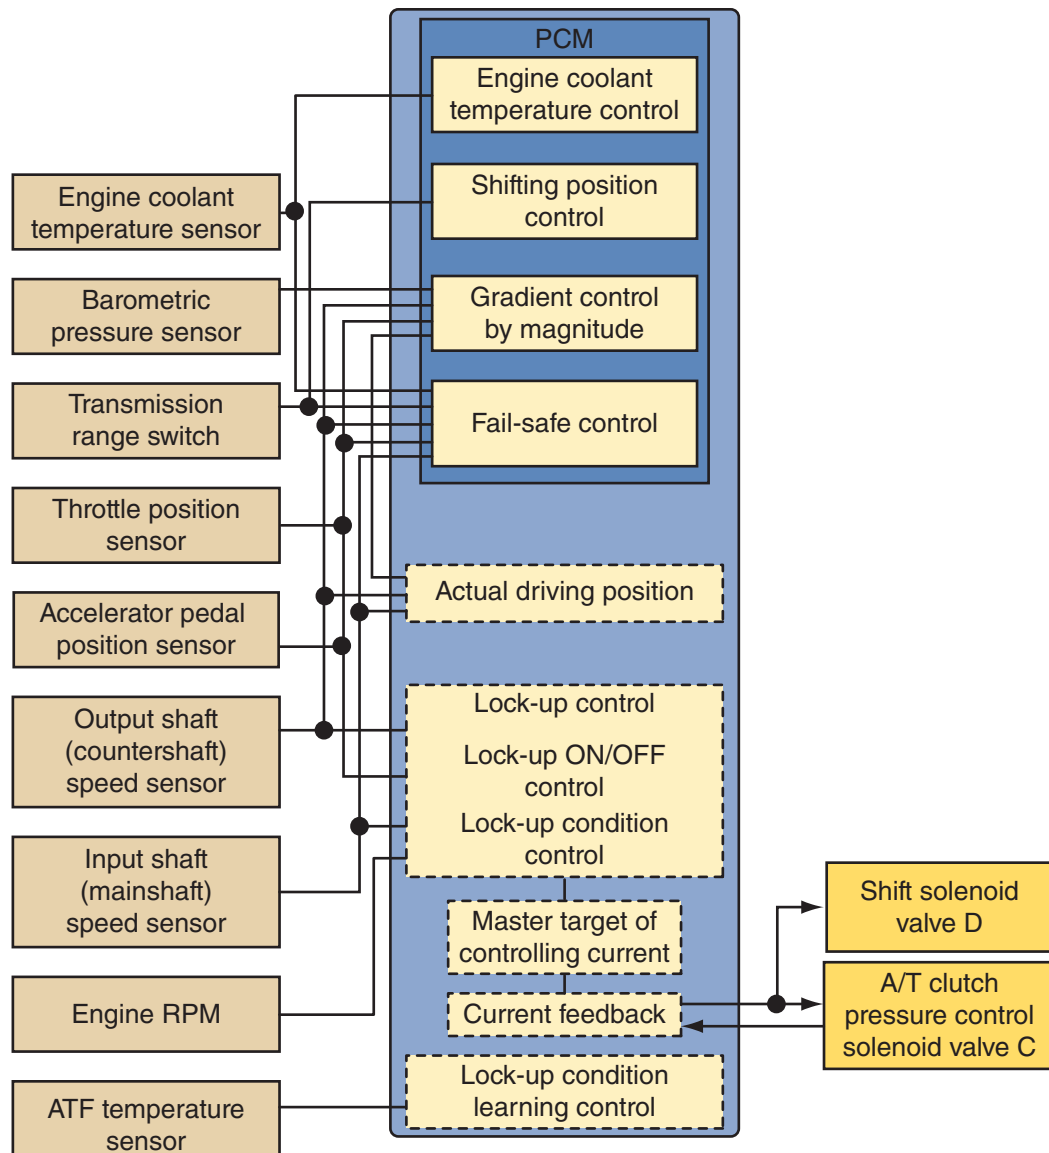 PCM
Engine coolant
temperature control
Shifting position
control
Gradient control
by magnitude
Fail-safe control
Actual driving position
Lock-up control
Lock-up ON/OFF
control
Lock-up condition
control
Master target of
controlling current
Current feedback
Lock-up condition
learning control
Engine coolant
temperature sensor
Barometric
pressure sensor
Transmission
range switch
Throttle position
sensor
Accelerator pedal
position sensor
Output shaft
(countershaft)
speed sensor
Input shaft
(mainshaft)
speed sensor
Engine RPM
ATF temperature
sensor
Shift solenoid
valve D
A/T clutch
pressure control
solenoid valve C